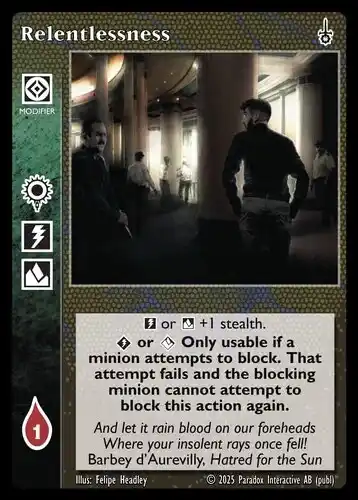 Relentlessness
MODIFIER
or +1 stealth.
or Only usable if a
minion attempts to block. That
attempt fails and the blocking
minion cannot attempt to
block this action again.
And let it rain blood on our foreheads
Where your insolent rays once fell!
Barbey d'Aurevilly, Hatred for the Sun
1
Illus: Felipe Headley © 2025 Paradox Interactive AB (publ)